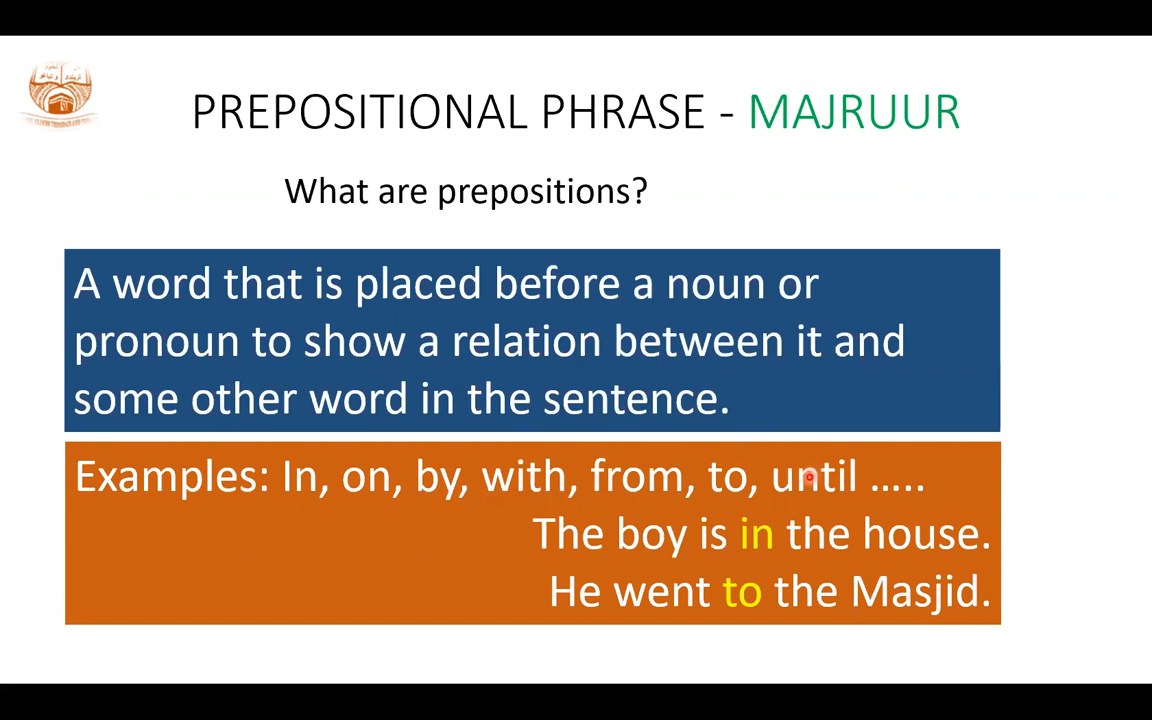 PREPOSITIONAL PHRASE - MAJRUUR
What are prepositions?
A word that is placed before a noun or
pronoun to show a relation between it and
some other word in the sentence.
Examples: In, on, by, with, from, to, until .....
The boy is in the house.
He went to the Masjid.